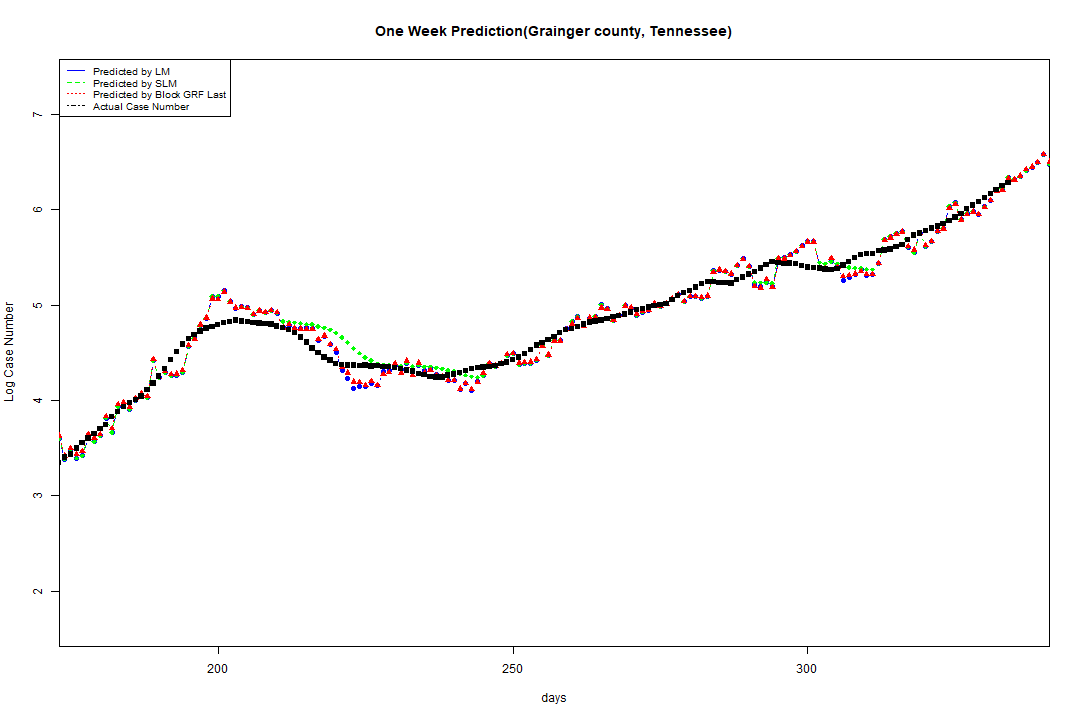 One Week Prediction(Grainger county, Tennessee)
Predicted by LM
Predicted by SLM
Predicted by Block GRF Last
Actual Case Number
7
6
5
4
3
2
Log Case Number
200 250 300
days